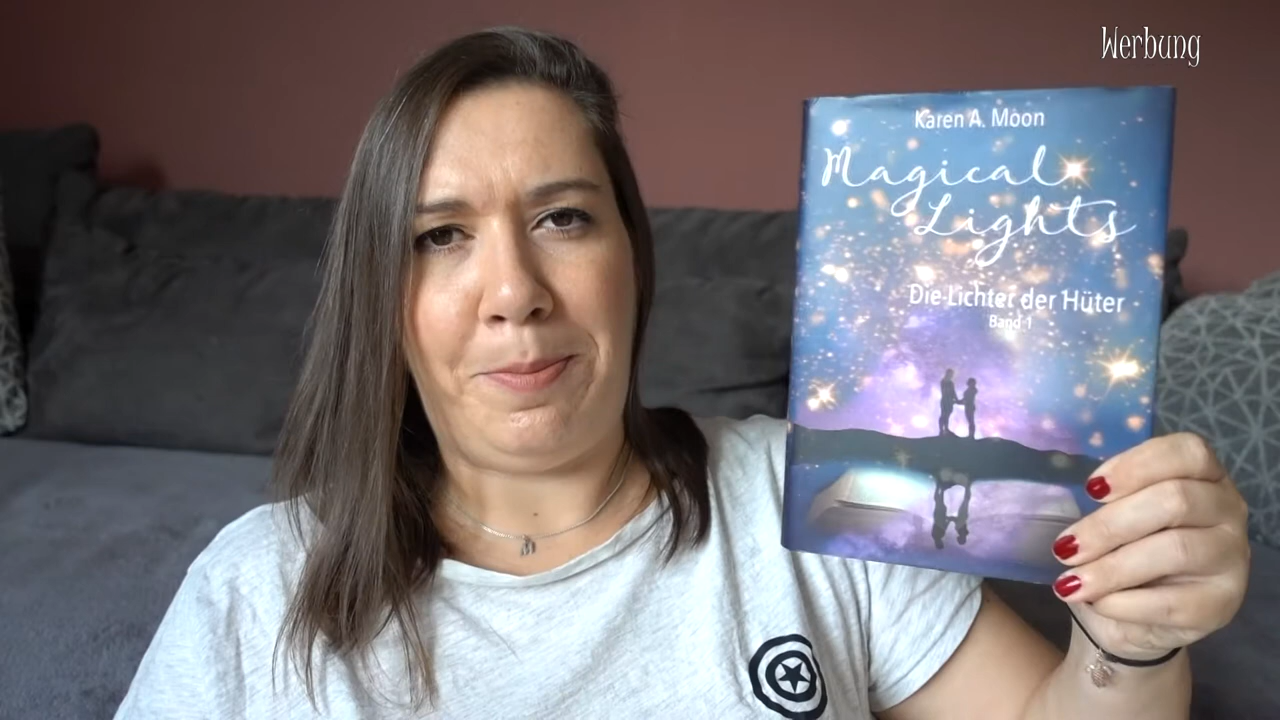 Werbung
Karen A. Moon
Magical
Lights
Die Lichter der Hüter
Band 1